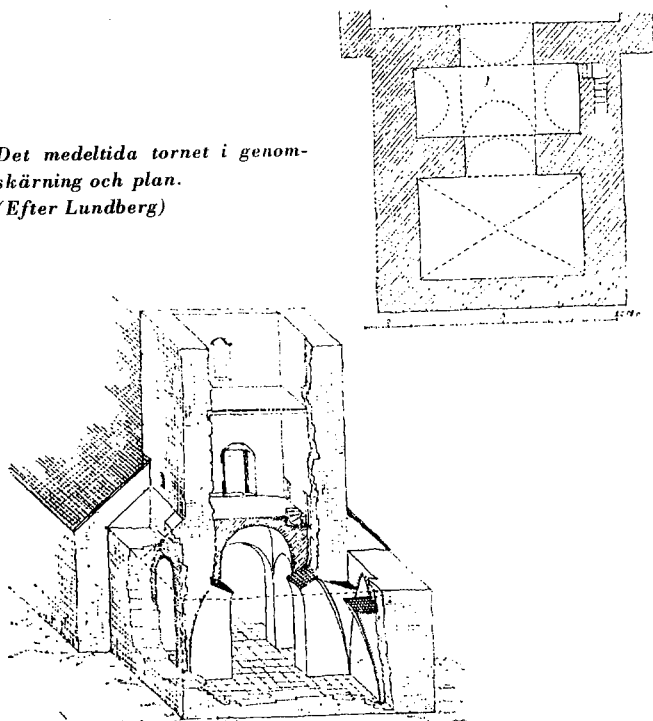 Det medeltida tornet i genom-
skärning och plan.
(Efter Lundberg)